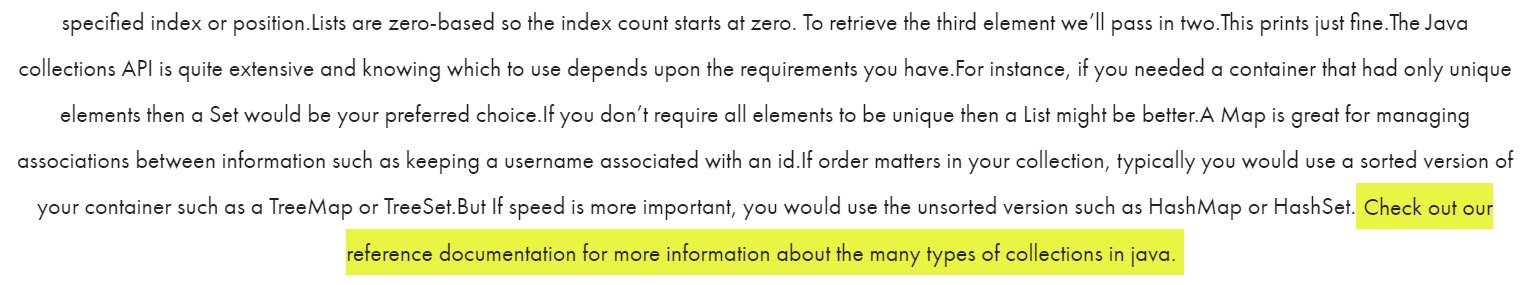 specified index or position.Lists are zero-based so the index count starts at zero. To retrieve the third element we’ll pass in two.This prints just fine.The Java
collections API is quite extensive and knowing which to use depends upon the requirements you have.For instance, if you needed a container that had only unique
elements then a Set would be your preferred choice.If you don’t require all elements to be unique then a List might be better.A Map is great for managing
associations between information such as keeping a username associated with an id.If order matters in your collection, typically you would use a sorted version of
your container such as a TreeMap or TreeSet.But If speed is more important, you would use the unsorted version such as HashMap or HashSet. Check out our
reference documentation for more information about the many types of collections in java.